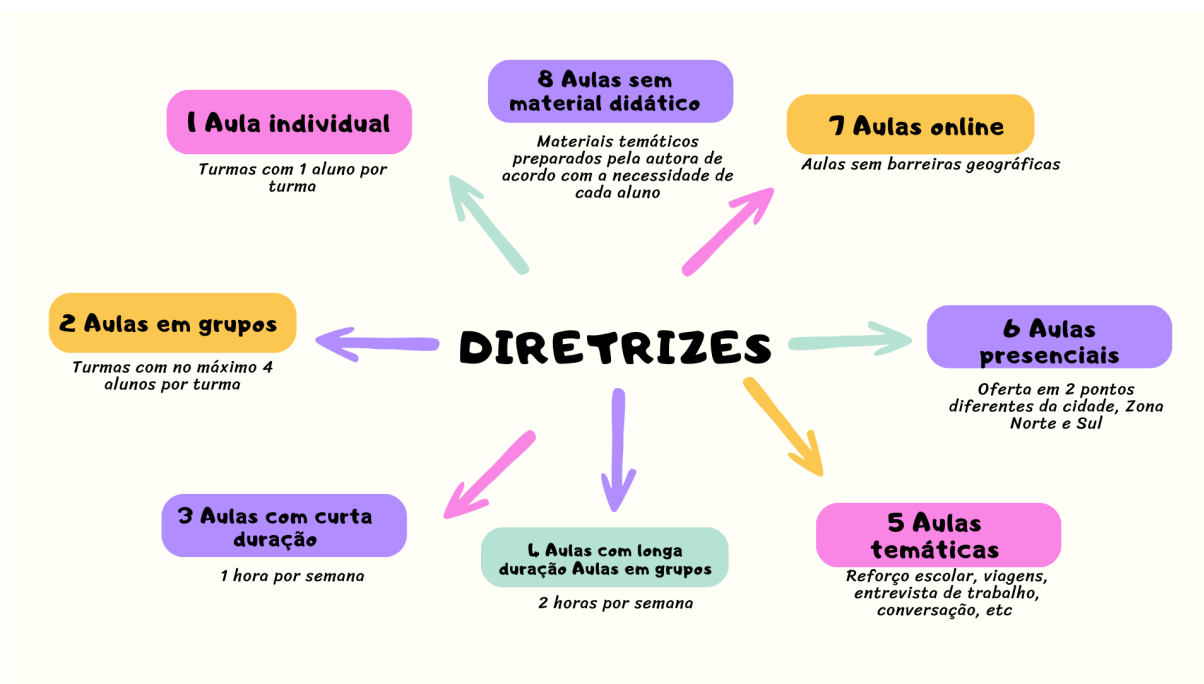 1 Aula individual
Turmas com 1 aluno por
turma
8 Aulas sem
material didático
Materiais temáticos
preparados pela autora de
acordo com a necessidade de
cada aluno
7 Aulas online
Aulas sem barreiras geográficas
2 Aulas em grupos
Turmas com no máximo 4
alunos por turma
DIRETRIZES
6 Aulas
presenciais
Oferta em 2 pontos
diferentes da cidade, Zona
Norte e Sul
3 Aulas com curta
duração
1 hora por semana
4 Aulas com longa
duração Aulas em grupos
2 horas por semana
5 Aulas
temáticas
Reforço escolar, viagens,
entrevista de trabalho,
conversação, etc